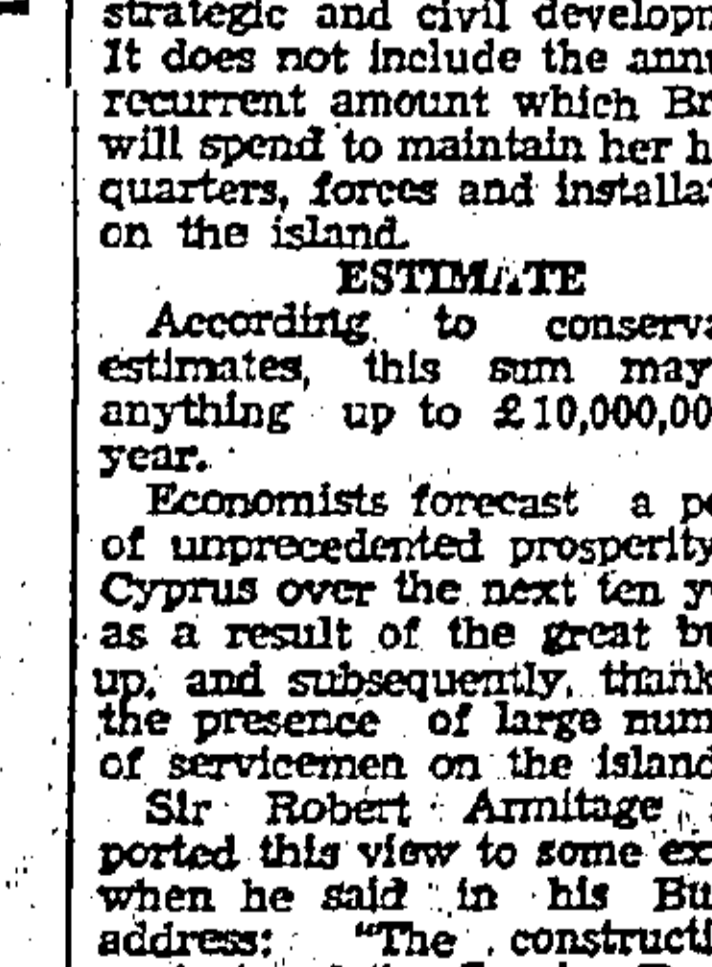 strategic and civil developm
It does not include the annu
recurrent amount which Br
will spend to maintain her h
quarters, forces and installat
on the island.
ESTIMATE
According to conserva
estimates, this sum may
anything up to £10,000,00
year.
Economists forecast a pe
of unprecedented prosperity
Cyprus over the next ten y
as a result of the great bu
up, and subsequently, thank
the presence of large num
of servicemen on the island
Sir Robert Armitage
ported this view to some ex
when he said in his Bu
address: "The constructi